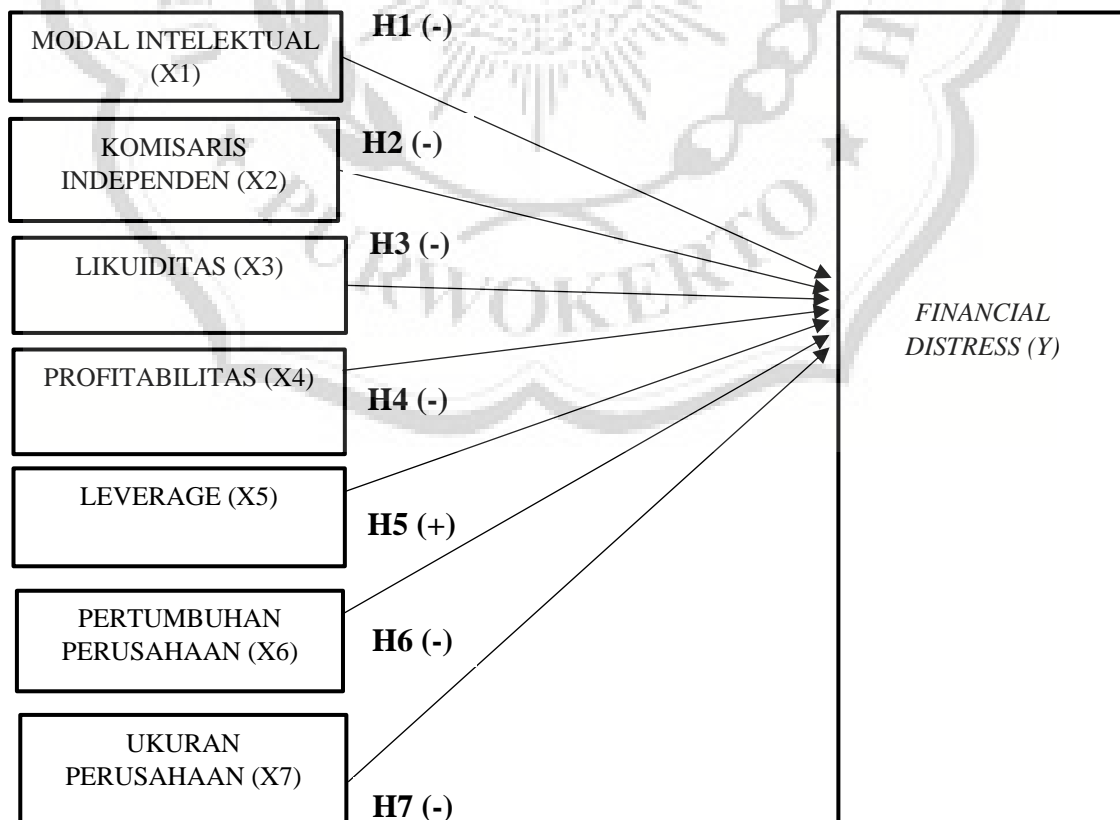 MODAL INTELEKTUAL
(X1)
H1 (-)
KOMISARIS
INDEPENDEN (X2)
H2 (-)
LIKUIDITAS (X3)
H3 (-)
PROFITABILITAS (X4)
H4 (-)
LEVERAGE (X5)
H5 (+)
PERTUMBUHAN
PERUSAHAAN (X6)
H6 (-)
UKURAN
PERUSAHAAN (X7)
H7 (-)
FINANCIAL
DISTRESS (Y)
PURWOKERTO